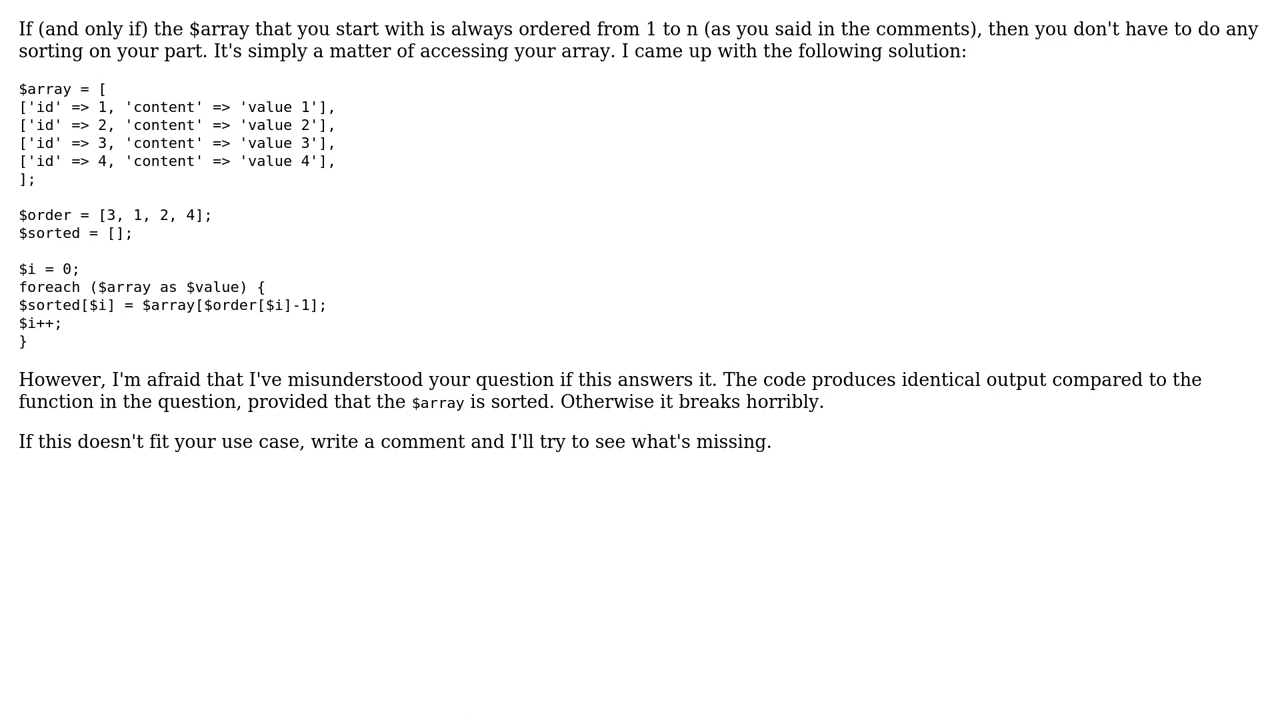 If (and only if) the $array that you start with is always ordered from 1 to n (as you said in the comments), then you don't have to do any
sorting on your part. It's simply a matter of accessing your array. I came up with the following solution:
$array = [
['id' => 1, 'content' => 'value 1'],
['id' => 2, 'content' => 'value 2'],
['id' => 3, 'content' => 'value 3'],
['id' => 4, 'content' => 'value 4'],
];
$order = [3, 1, 2, 4];
$sorted = [];
$i = 0;
foreach ($array as $value) {
$sorted[$i] = $array[$order[$i]-1];
$i++;
}
However, I'm afraid that I've misunderstood your question if this answers it. The code produces identical output compared to the
function in the question, provided that the $array is sorted. Otherwise it breaks horribly.
If this doesn't fit your use case, write a comment and I'll try to see what's missing.